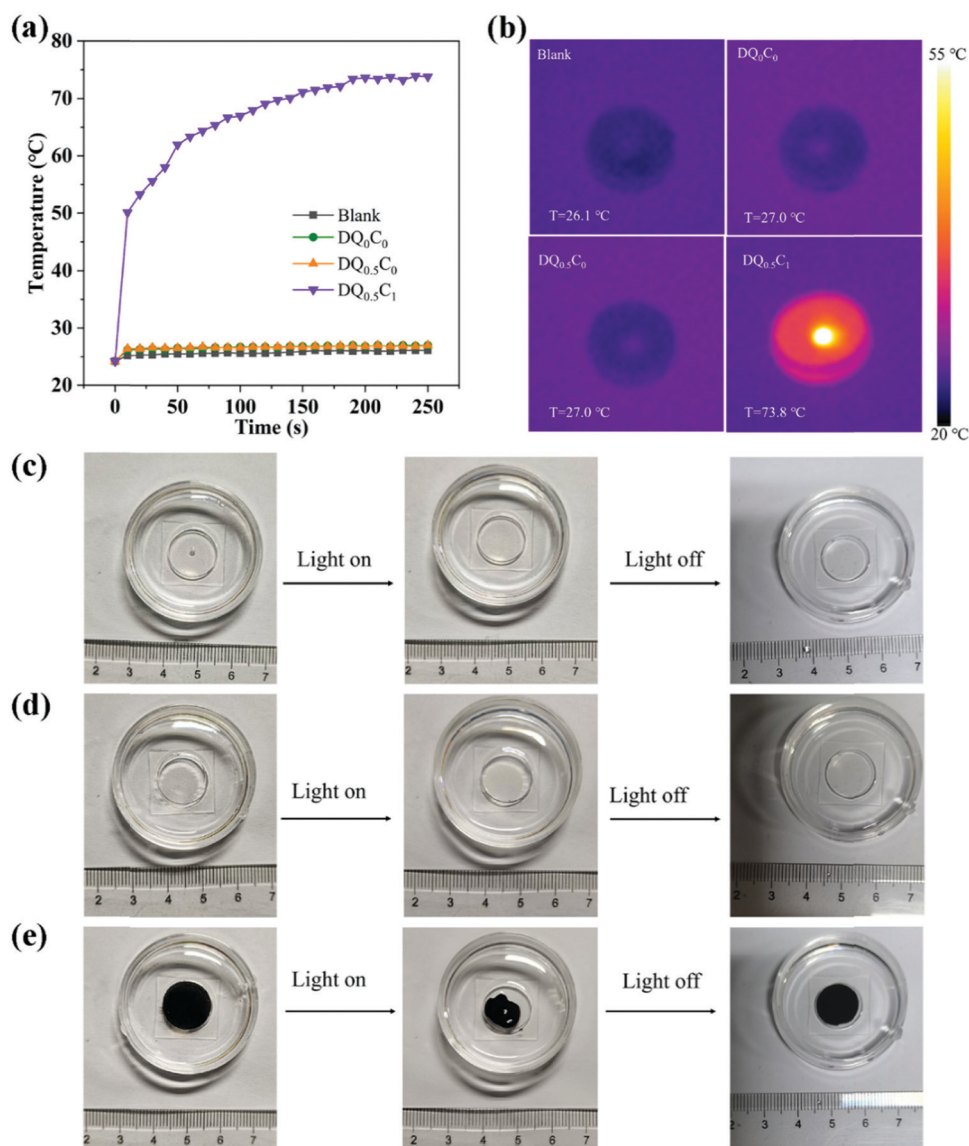 (a)
80
70
60
50
40
30
20
Temperature (℃)
Blank
DQ₀C₀
DQ₀.₅C₀
DQ₀.₅C₁
0 50 100 150 200 250
Time (s)
(b)
Blank
T=26.1 ℃
DQ₀C₀
T=27.0 ℃
DQ₀.₅C₀
T=27.0 ℃
DQ₀.₅C₁
T=73.8 ℃
55 ℃
20 ℃
(c)
Light on
Light off
2 3 4 5 6 7
2 3 4 5 6 7
2 3 4 5 6 7
(d)
Light on
Light off
2 3 4 5 6 7
2 3 4 5 6 7
2 3 4 5 6 7
(e)
Light on
Light off
2 3 4 5 6 7
2 3 4 5 6 7
2 3 4 5 6 7